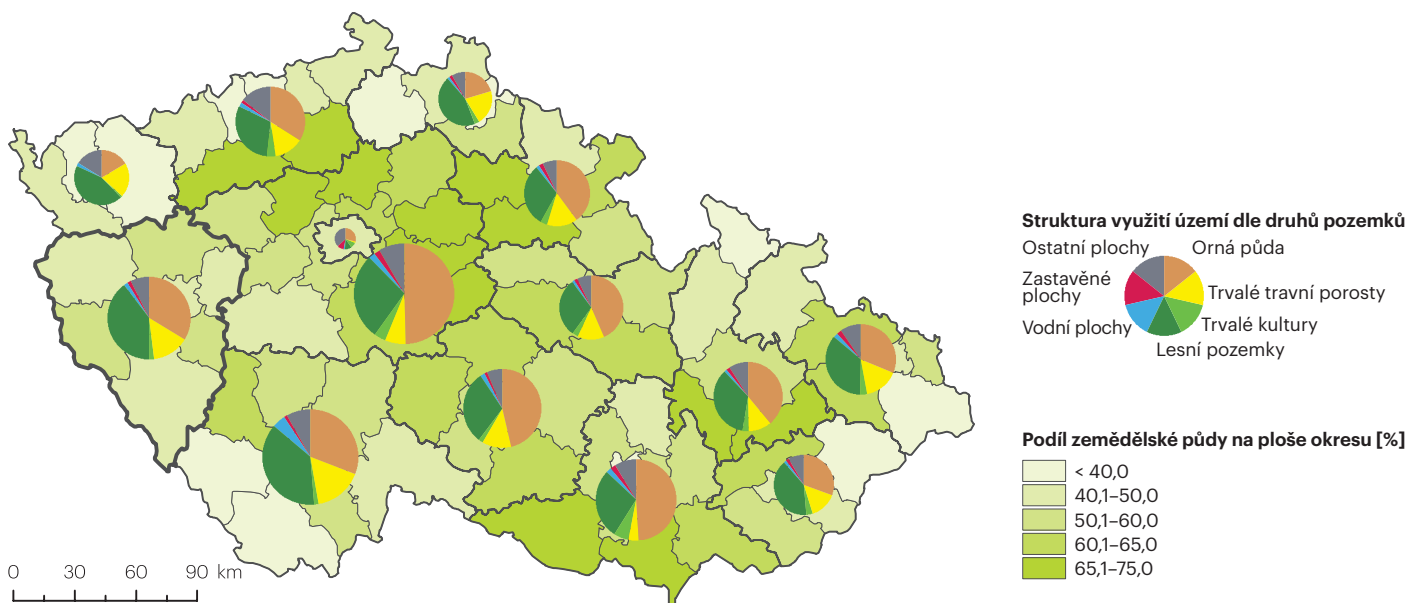 Struktura využití území dle druhů pozemků
Ostatní plochy
Orná půda
Zastavěné
plochy
Trvalé travní porosty
Vodní plochy
Trvalé kultury
Lesní pozemky
Podíl zemědělské půdy na ploše okresu [%]
< 40,0
40,1–50,0
50,1–60,0
60,1–65,0
65,1–75,0
0 30 60 90 km